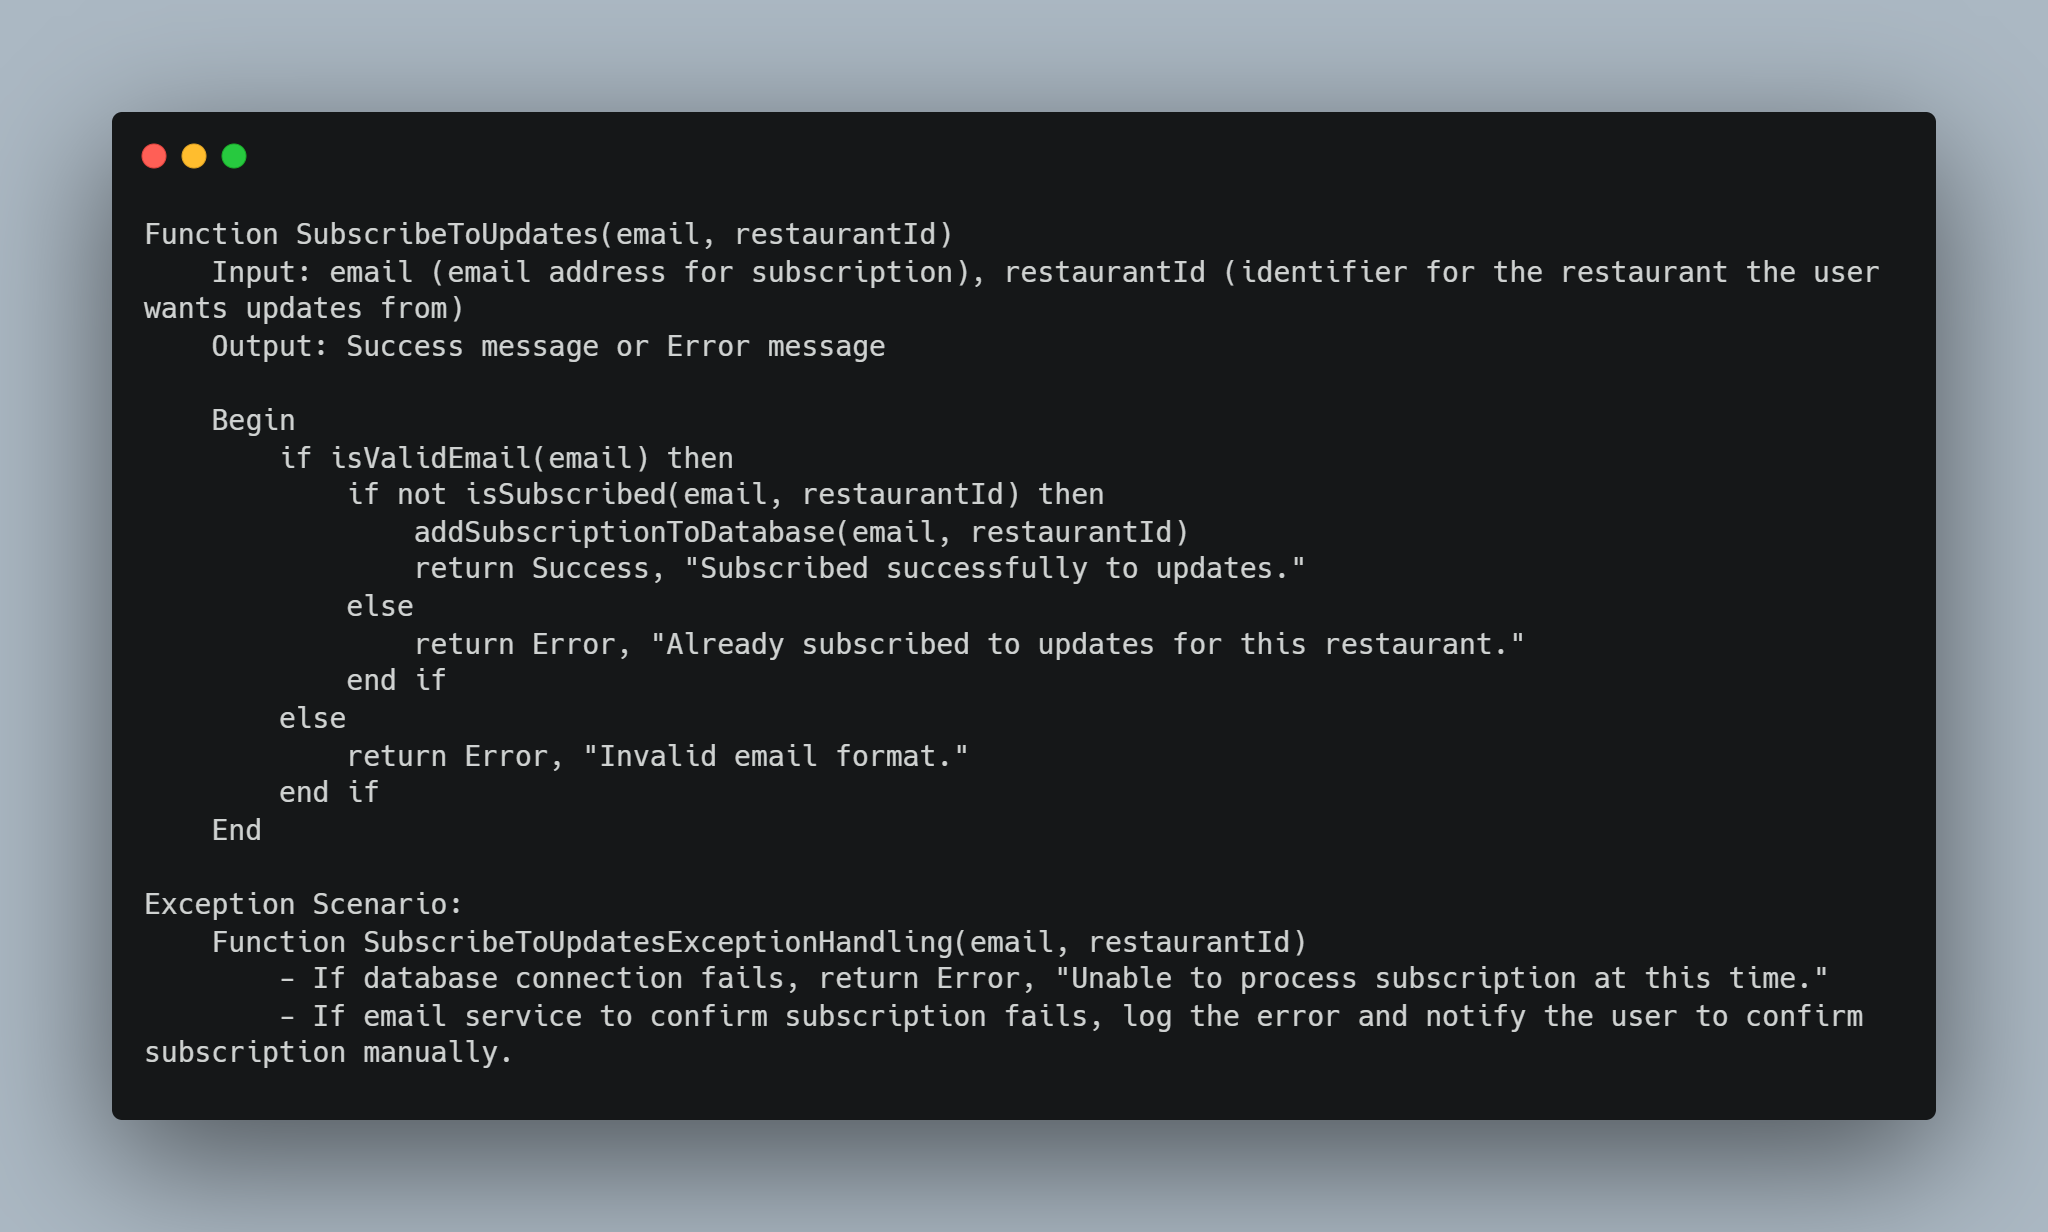 Function SubscribeToUpdates(email, restaurantId)
    Input: email (email address for subscription), restaurantId (identifier for the restaurant the user
wants updates from)
    Output: Success message or Error message

    Begin
        if isValidEmail(email) then
            if not isSubscribed(email, restaurantId) then
                addSubscriptionToDatabase(email, restaurantId)
                return Success, "Subscribed successfully to updates."
            else
                return Error, "Already subscribed to updates for this restaurant."
            end if
        else
            return Error, "Invalid email format."
        end if
    End

Exception Scenario:
    Function SubscribeToUpdatesExceptionHandling(email, restaurantId)
        - If database connection fails, return Error, "Unable to process subscription at this time."
        - If email service to confirm subscription fails, log the error and notify the user to confirm
subscription manually.